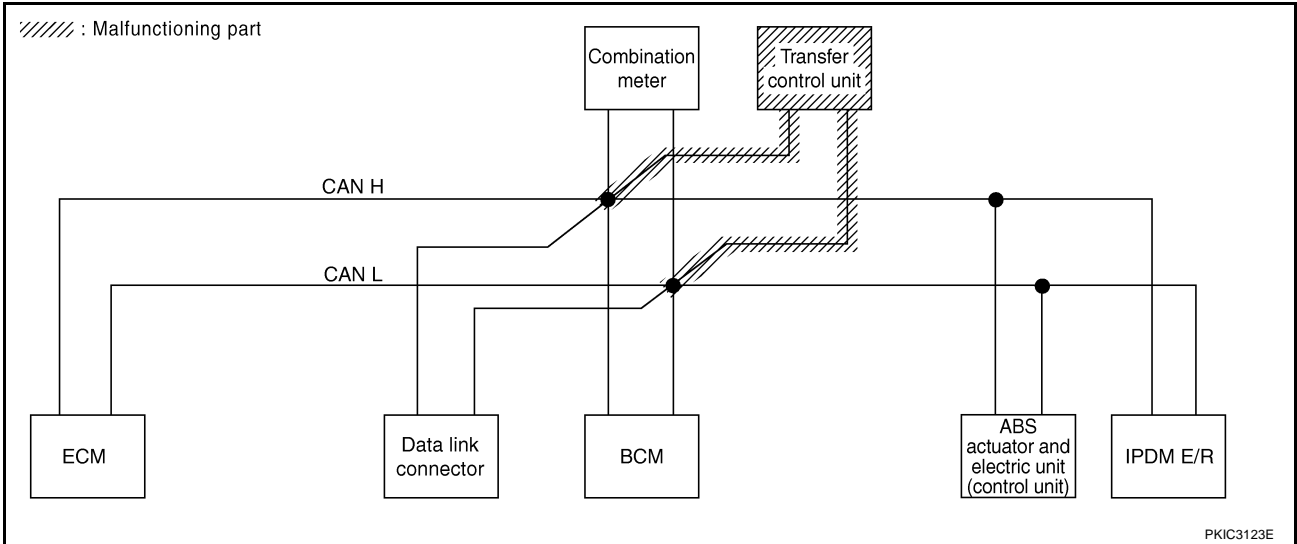 : Malfunctioning part
Combination
meter
Transfer
control unit
CAN H
CAN L
ECM
Data link
connector
BCM
ABS
actuator and
electric unit
(control unit)
IPDM E/R
PKIC3123E